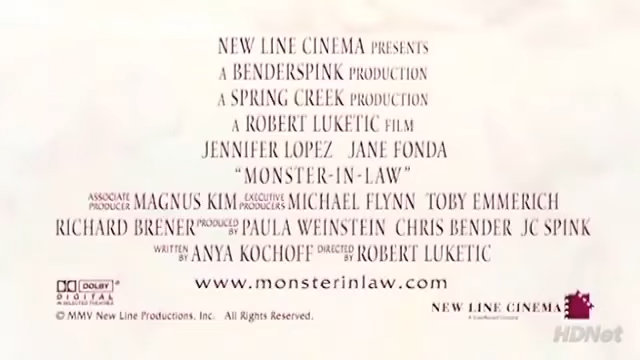 NEW LINE CINEMA PRESENTS
A BENDERSPINK PRODUCTION
A SPRING CREEK PRODUCTION
A ROBERT LUKETIC FILM
JENNIFER LOPEZ JANE FONDA
"MONSTER-IN-LAW"
ASSOCIATE PRODUCER MAGNUS KIM EXECUTIVE PRODUCERS MICHAEL FLYNN TOBY EMMERICH
RICHARD BRENER PRODUCED BY PAULA WEINSTEIN CHRIS BENDER JC SPINK
WRITTEN BY ANYA KOCHOFF DIRECTED BY ROBERT LUKETIC
www.monsterinlaw.com
DOLBY
DIGITAL
IN SELECTED THEATRES
NEW LINE CINEMA
© MMV New Line Productions, Inc. All Rights Reserved.
HDNet